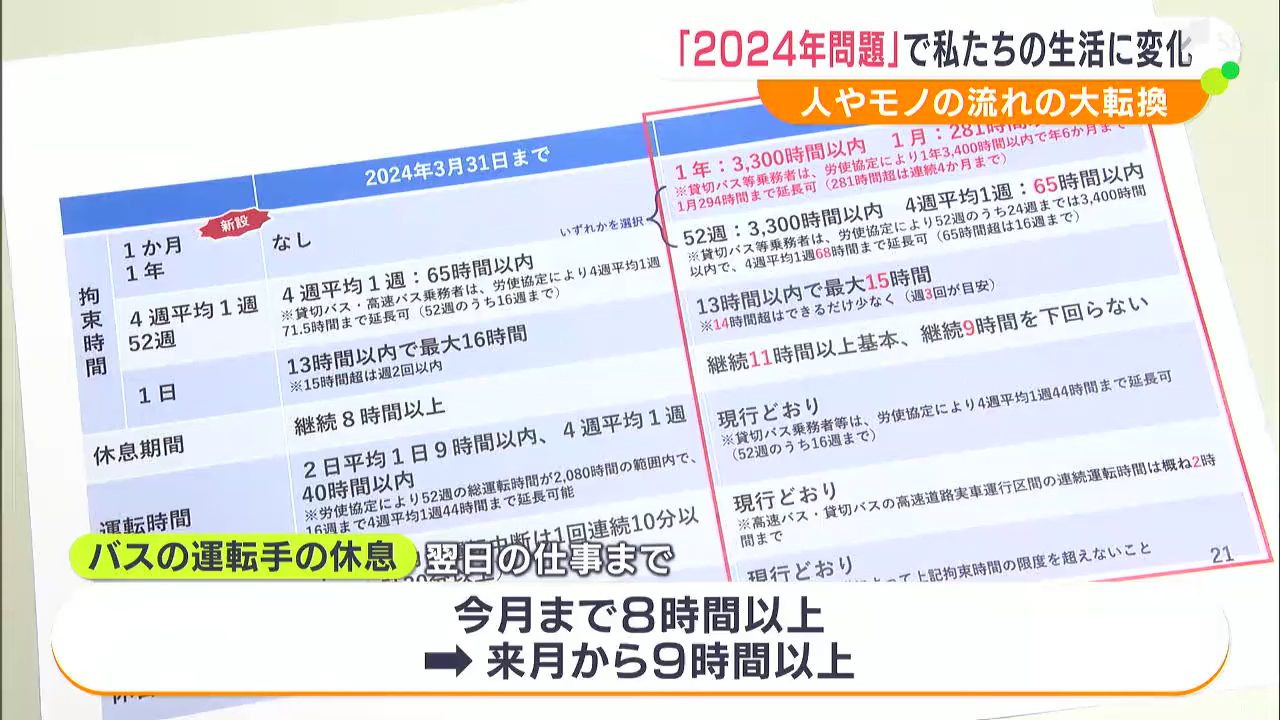 「2024年問題」で私たちの生活に変化
人やモノの流れの大転換
2024年3月31日まで
拘束時間
1か月
1年
新設
なし
いずれかを選択
1年：3,300時間以内 1月：281時間
※貸切バス等乗務者は、労使協定により1年3,400時間以内で年6か月まで
1月294時間まで延長可（281時間超は連続4か月まで）
4週平均1週
52週
4週平均1週：65時間以内
※貸切バス・高速バス乗務者は、労使協定により4週平均1週
71.5時間まで延長可（52週のうち16週まで）
52週：3,300時間以内 4週平均1週：65時間以内
※貸切バス等乗務者は、労使協定により52週のうち24週までは3,400時間
以内で、4週平均1週68時間まで延長可（65時間超は16週まで）
1日
13時間以内で最大16時間
※15時間超は週2回以内
13時間以内で最大15時間
※14時間超はできるだけ少なく（週3回が目安）
休息期間
継続8時間以上
継続11時間以上基本、継続9時間を下回らない
運転時間
2日平均1日9時間以内、4週平均1週
40時間以内
※労使協定により52週の総運転時間が2,080時間の範囲内で、
16週まで4週平均1週44時間まで延長可能
現行どおり
※貸切バス乗務者等は、労使協定により4週平均1週44時間まで延長可
（52週のうち16週まで）
中断は1回連続10分以
現行どおり
※高速バス・貸切バスの高速道路実車運行区間の連続運転時間は概ね2時
間まで
現行どおり
って上記拘束時間の限度を超えないこと
21
バスの運転手の休息 翌日の仕事まで
今月まで8時間以上
➡ 来月から9時間以上